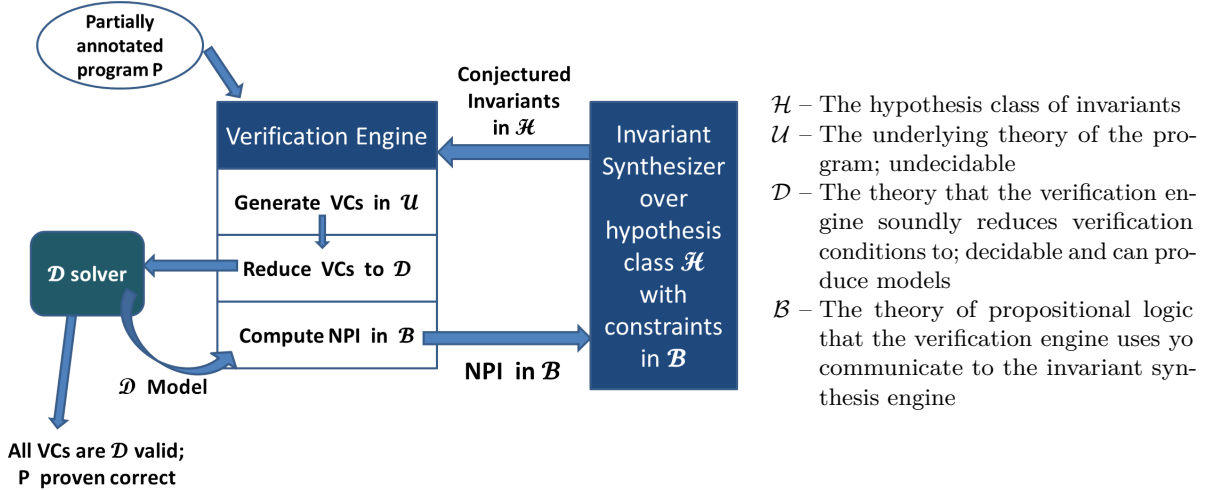 Partially
annotated
program P
Verification Engine
Generate VCs in 𝒰
Reduce VCs to 𝒟
Compute NPI in ℬ
𝒟 solver
𝒟 Model
All VCs are 𝒟 valid;
P proven correct
Conjectured
Invariants
in ℋ
NPI in ℬ
Invariant
Synthesizer
over
hypothesis
class ℋ
with
constraints
in ℬ
ℋ – The hypothesis class of invariants
𝒰 – The underlying theory of the pro-
gram; undecidable
𝒟 – The theory that the verification en-
gine soundly reduces verification
conditions to; decidable and can pro-
duce models
ℬ – The theory of propositional logic
that the verification engine uses yo
communicate to the invariant syn-
thesis engine